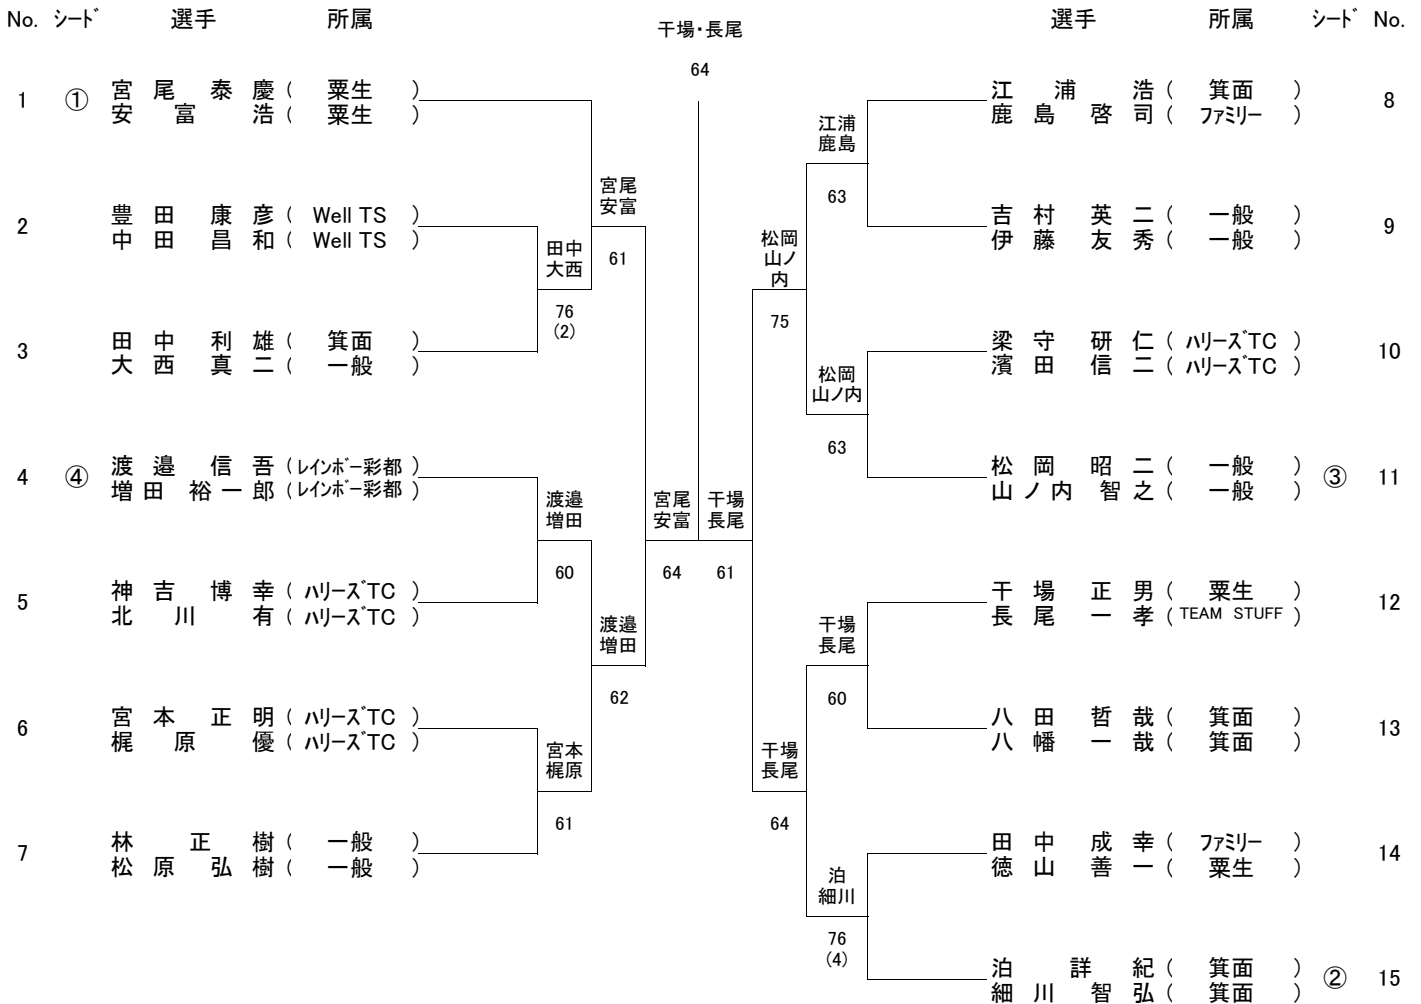 No. シード 選手 所属
干場・長尾
64
選手 所属 シード No.
1 ① 宮尾 泰慶 ( 粟生 )
安富 浩 ( 粟生 )
2 豊田 康彦 ( Well TS )
中田 昌和 ( Well TS )
3 田中 利雄 ( 箕面 )
大西 真二 ( 一般 )
4 ④ 渡邉 信吾 ( レインボー彩都 )
増田 裕一郎 ( レインボー彩都 )
5 神吉 博幸 ( ハリーズTC )
北川 有 ( ハリーズTC )
6 宮本 正明 ( ハリーズTC )
梶原 優 ( ハリーズTC )
7 林 正樹 ( 一般 )
松原 弘樹 ( 一般 )
田中
大西
76
(2)
渡邉
増田
60
宮本
梶原
61
宮尾
安富
61
渡邉
増田
62
宮尾
安富
64
干場
長尾
61
松岡
山ノ
内
75
干場
長尾
64
江浦
鹿島
63
松岡
山ノ内
63
干場
長尾
60
泊
細川
76
(4)
江浦 浩 ( 箕面 ) 8
鹿島 啓司 ( ファミリー )
吉村 英二 ( 一般 ) 9
伊藤 友秀 ( 一般 )
梁守 研仁 ( ハリーズTC ) 10
濱田 信二 ( ハリーズTC )
松岡 昭二 ( 一般 ) ③ 11
山ノ内 智之 ( 一般 )
干場 正男 ( 粟生 ) 12
長尾 一孝 ( TEAM STUFF )
八田 哲哉 ( 箕面 ) 13
八幡 一哉 ( 箕面 )
田中 成幸 ( ファミリー ) 14
徳山 善一 ( 粟生 )
泊 詳紀 ( 箕面 ) ② 15
細川 智弘 ( 箕面 )